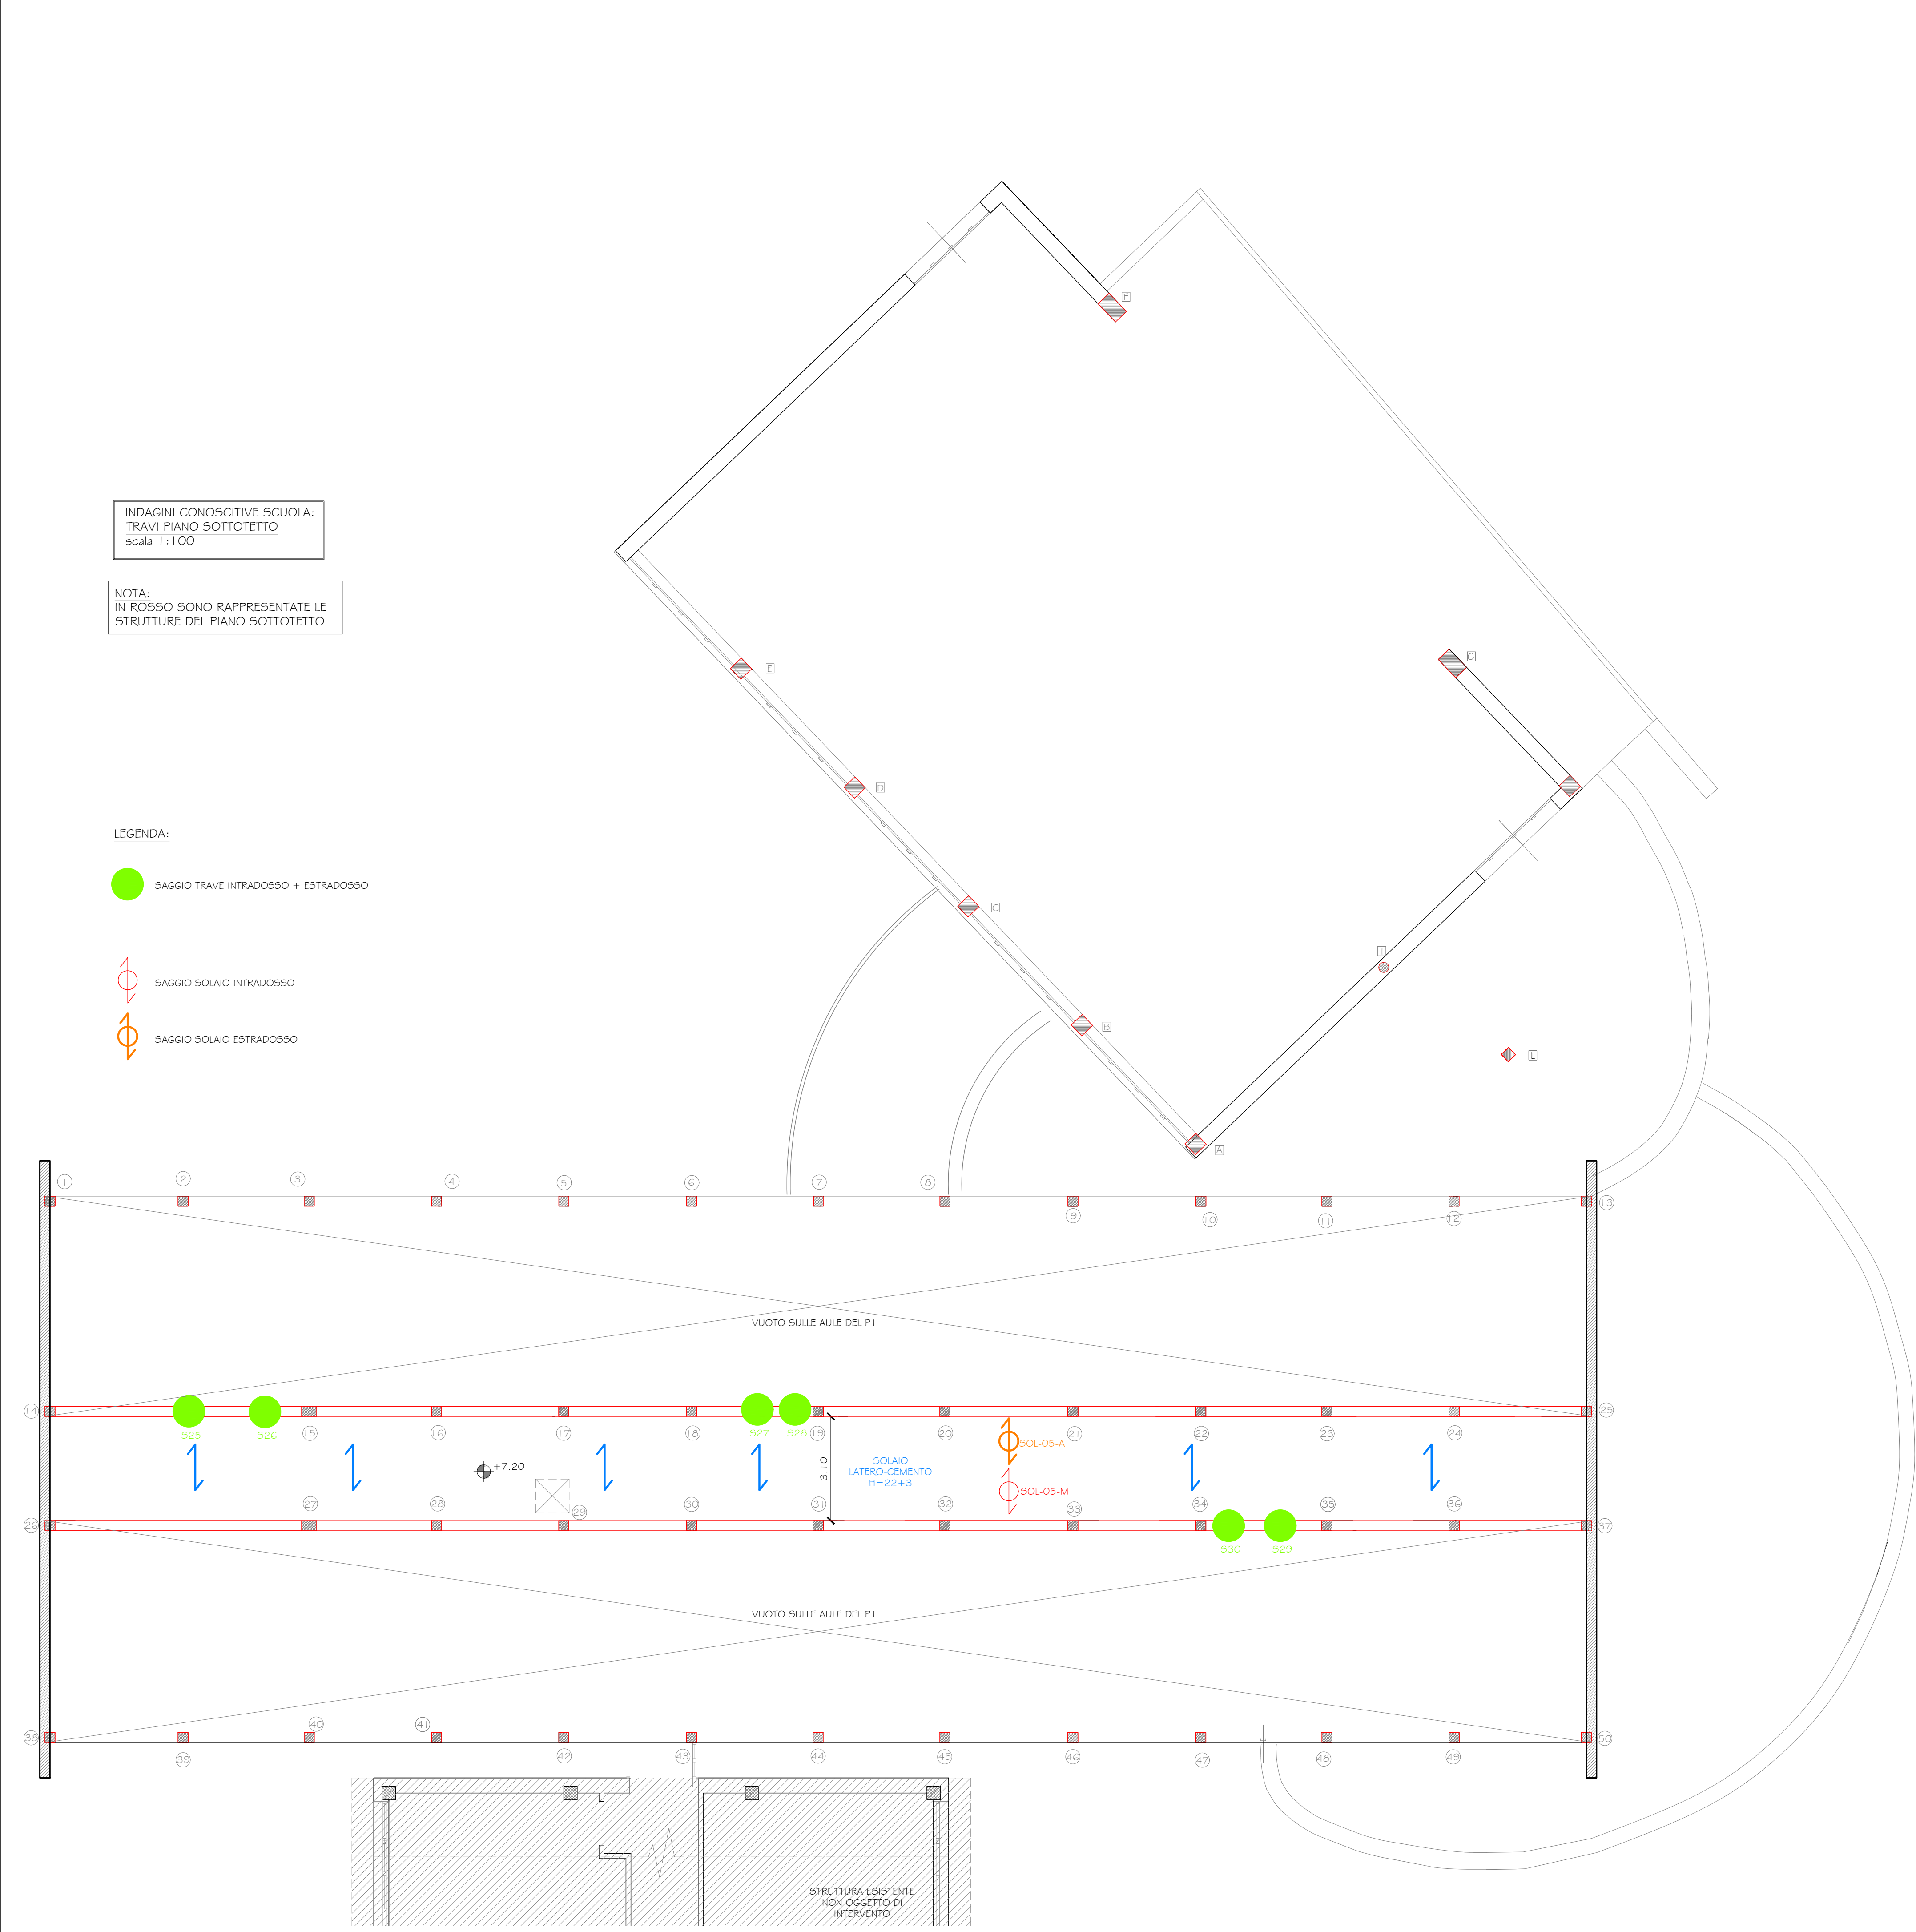 INDAGINI CONOSCITIVE SCUOLA:
TRAVI PIANO SOTTOTETTO
scala 1:100
NOTA:
IN ROSSO SONO RAPPRESENTATE LE
STRUTTURE DEL PIANO SOTTOTETTO
LEGENDA:
SAGGIO TRAVE INTRADOSSO + ESTRADOSSO
SAGGIO SOLAIO INTRADOSSO
SAGGIO SOLAIO ESTRADOSSO
F
G
E
D
C
I
B
L
A
1 2 3 4 5 6 7 8 9 10 11 12 13
VUOTO SULLE AULE DEL P1
14 S25 S26 15 16 17 18 S27 S28 19 20 21 22 23 24 25
+7.20
3.10
SOLAIO
LATERO-CEMENTO
H=22+3
SOL-05-A
SOL-05-M
26 27 28 29 30 31 32 33 34 35 36 37
S30 S29
VUOTO SULLE AULE DEL P1
38 39 40 41 42 43 44 45 46 47 48 49 50
STRUTTURA ESISTENTE
NON OGGETTO DI
INTERVENTO